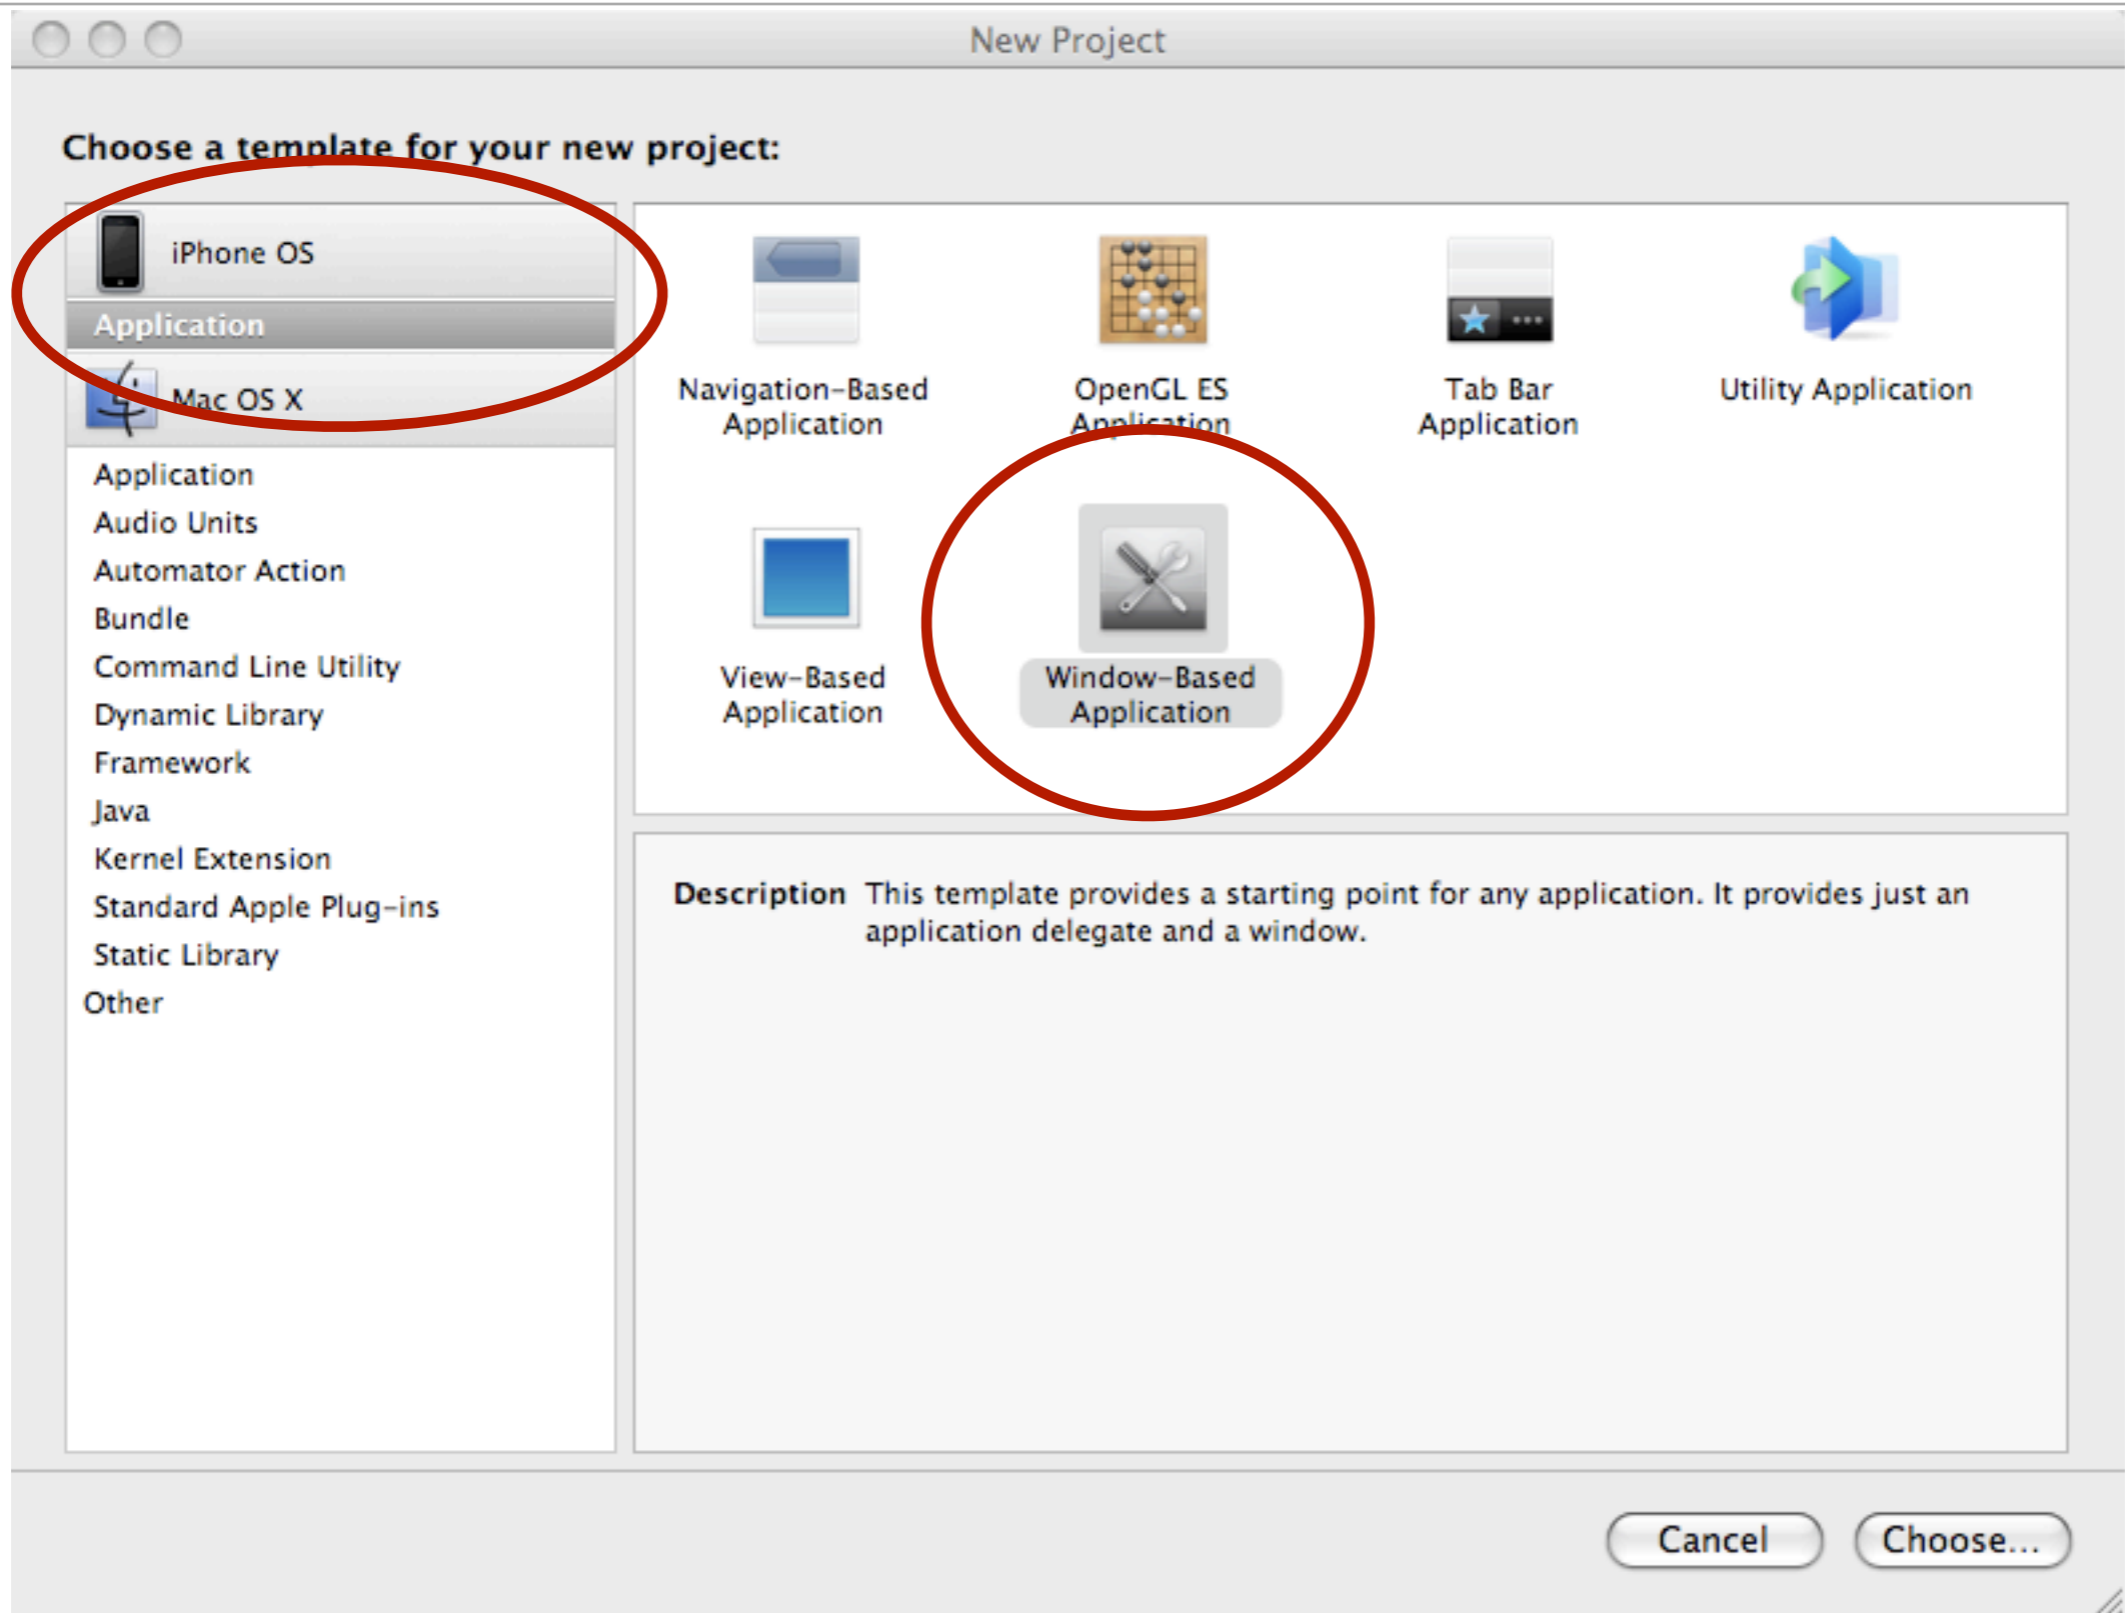 New Project
Choose a template for your new project:
iPhone OS
Application
Mac OS X
Application
Audio Units
Automator Action
Bundle
Command Line Utility
Dynamic Library
Framework
Java
Kernel Extension
Standard Apple Plug-ins
Static Library
Other
Navigation-Based
Application
OpenGL ES
Application
Tab Bar
Application
Utility Application
View-Based
Application
Window-Based
Application
Description This template provides a starting point for any application. It provides just an
application delegate and a window.
Cancel
Choose...